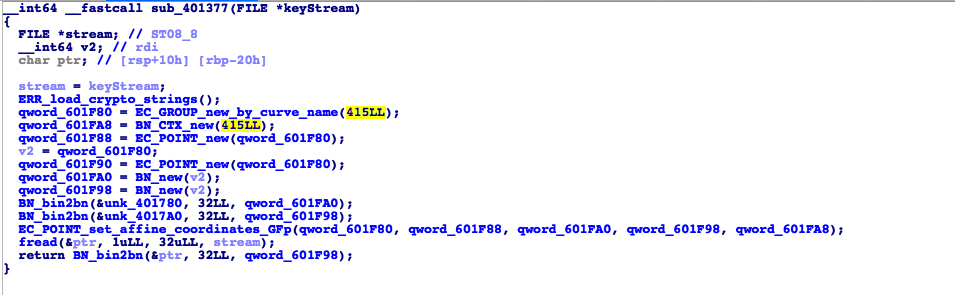 __int64 __fastcall sub_401377(FILE *keyStream)
{
FILE *stream; // ST08_8
__int64 v2; // rdi
char ptr; // [rsp+10h] [rbp-20h]
stream = keyStream;
ERR_load_crypto_strings();
qword_601F80 = EC_GROUP_new_by_curve_name(415LL);
qword_601FA8 = BN_CTX_new(415LL);
qword_601F88 = EC_POINT_new(qword_601F80);
v2 = qword_601F80;
qword_601F90 = EC_POINT_new(qword_601F80);
qword_601FA0 = BN_new(v2);
qword_601F98 = BN_new(v2);
BN_bin2bn(&unk_401780, 32LL, qword_601FA0);
BN_bin2bn(&unk_4017A0, 32LL, qword_601F98);
EC_POINT_set_affine_coordinates_GFp(qword_601F80, qword_601F88, qword_601FA0, qword_601F98, qword_601FA8);
fread(&ptr, 1uLL, 32uLL, stream);
return BN_bin2bn(&ptr, 32LL, qword_601F98);
}